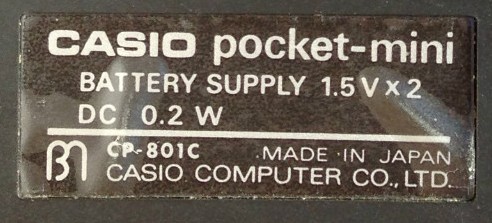 CASIO pocket-mini
BATTERY SUPPLY 1.5V×2
DC 0.2 W
CP-801C MADE IN JAPAN
CASIO COMPUTER CO., LTD.